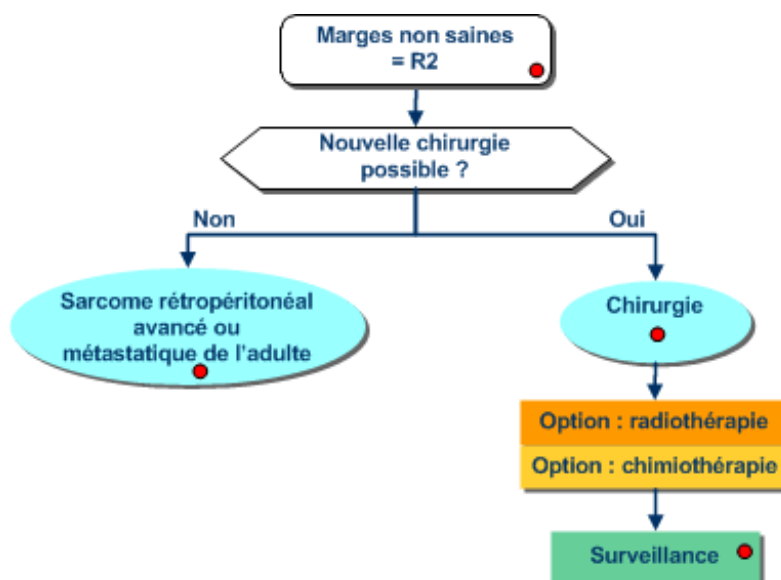 Marges non saines
= R2
Nouvelle chirurgie
possible ?
Non
Oui
Sarcome rétropéritonéal
avancé ou
métastatique de l'adulte
Chirurgie
Option : radiothérapie
Option : chimiothérapie
Surveillance